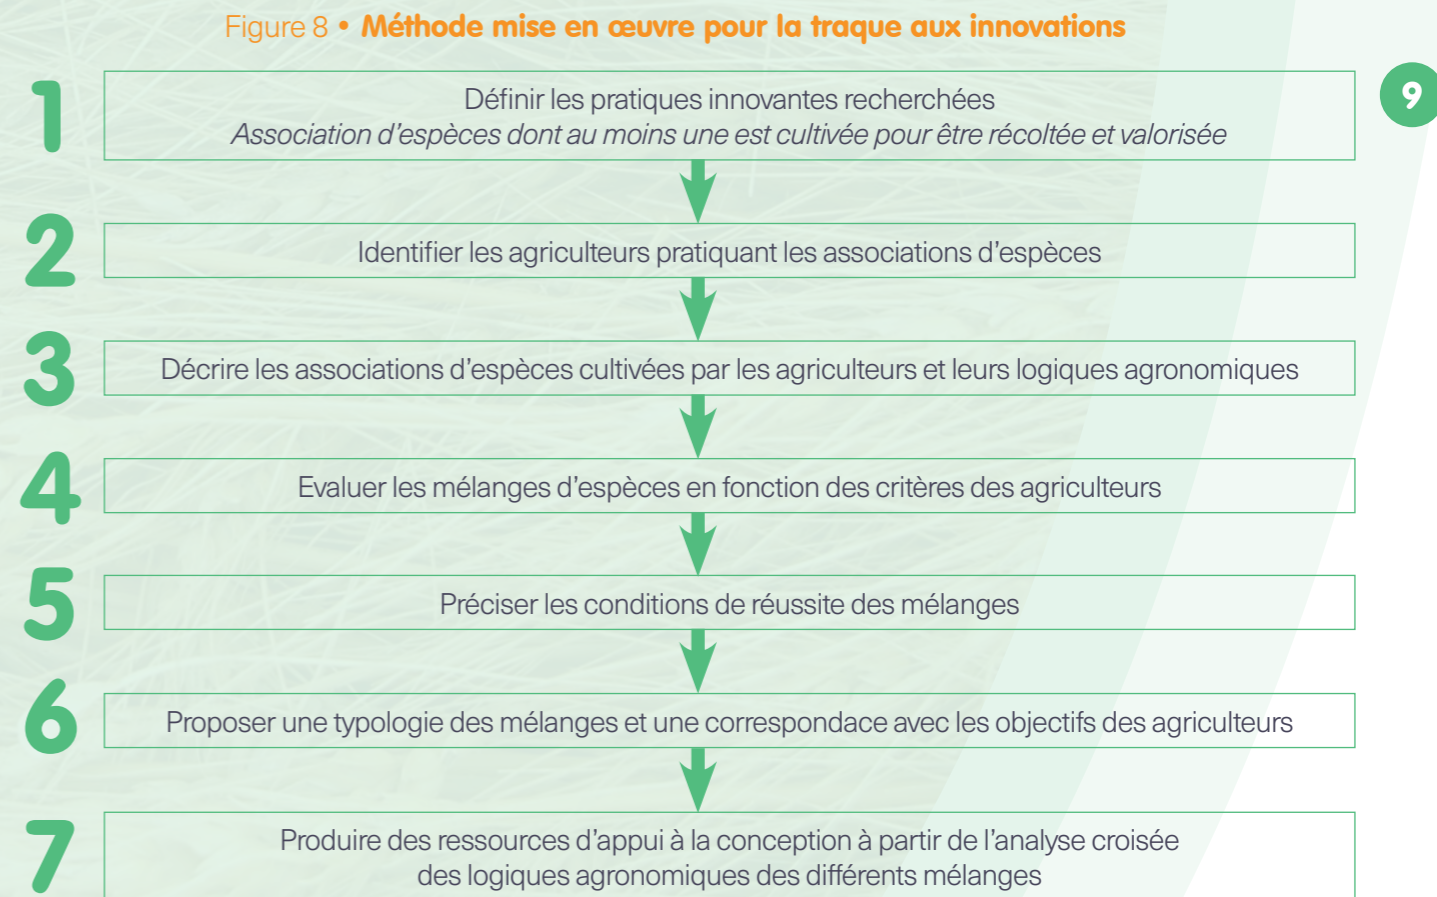 Figure 8 • Méthode mise en œuvre pour la traque aux innovations
9
1
Définir les pratiques innovantes recherchées
Association d'espèces dont au moins une est cultivée pour être récoltée et valorisée
2
Identifier les agriculteurs pratiquant les associations d'espèces
3
Décrire les associations d'espèces cultivées par les agriculteurs et leurs logiques agronomiques
4
Evaluer les mélanges d'espèces en fonction des critères des agriculteurs
5
Préciser les conditions de réussite des mélanges
6
Proposer une typologie des mélanges et une correspondace avec les objectifs des agriculteurs
7
Produire des ressources d'appui à la conception à partir de l'analyse croisée
des logiques agronomiques des différents mélanges